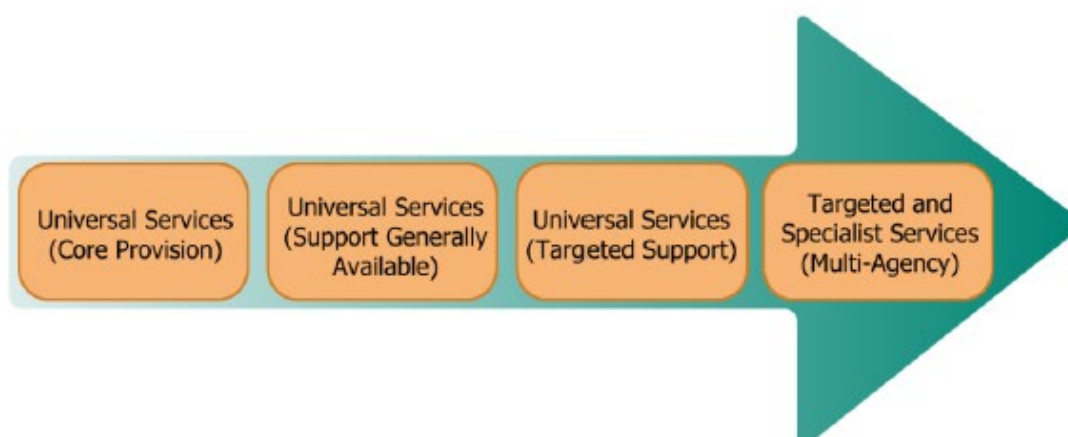 Universal Services
(Core Provision)
Universal Services
(Support Generally
Available)
Universal Services
(Targeted Support)
Targeted and
Specialist Services
(Multi-Agency)